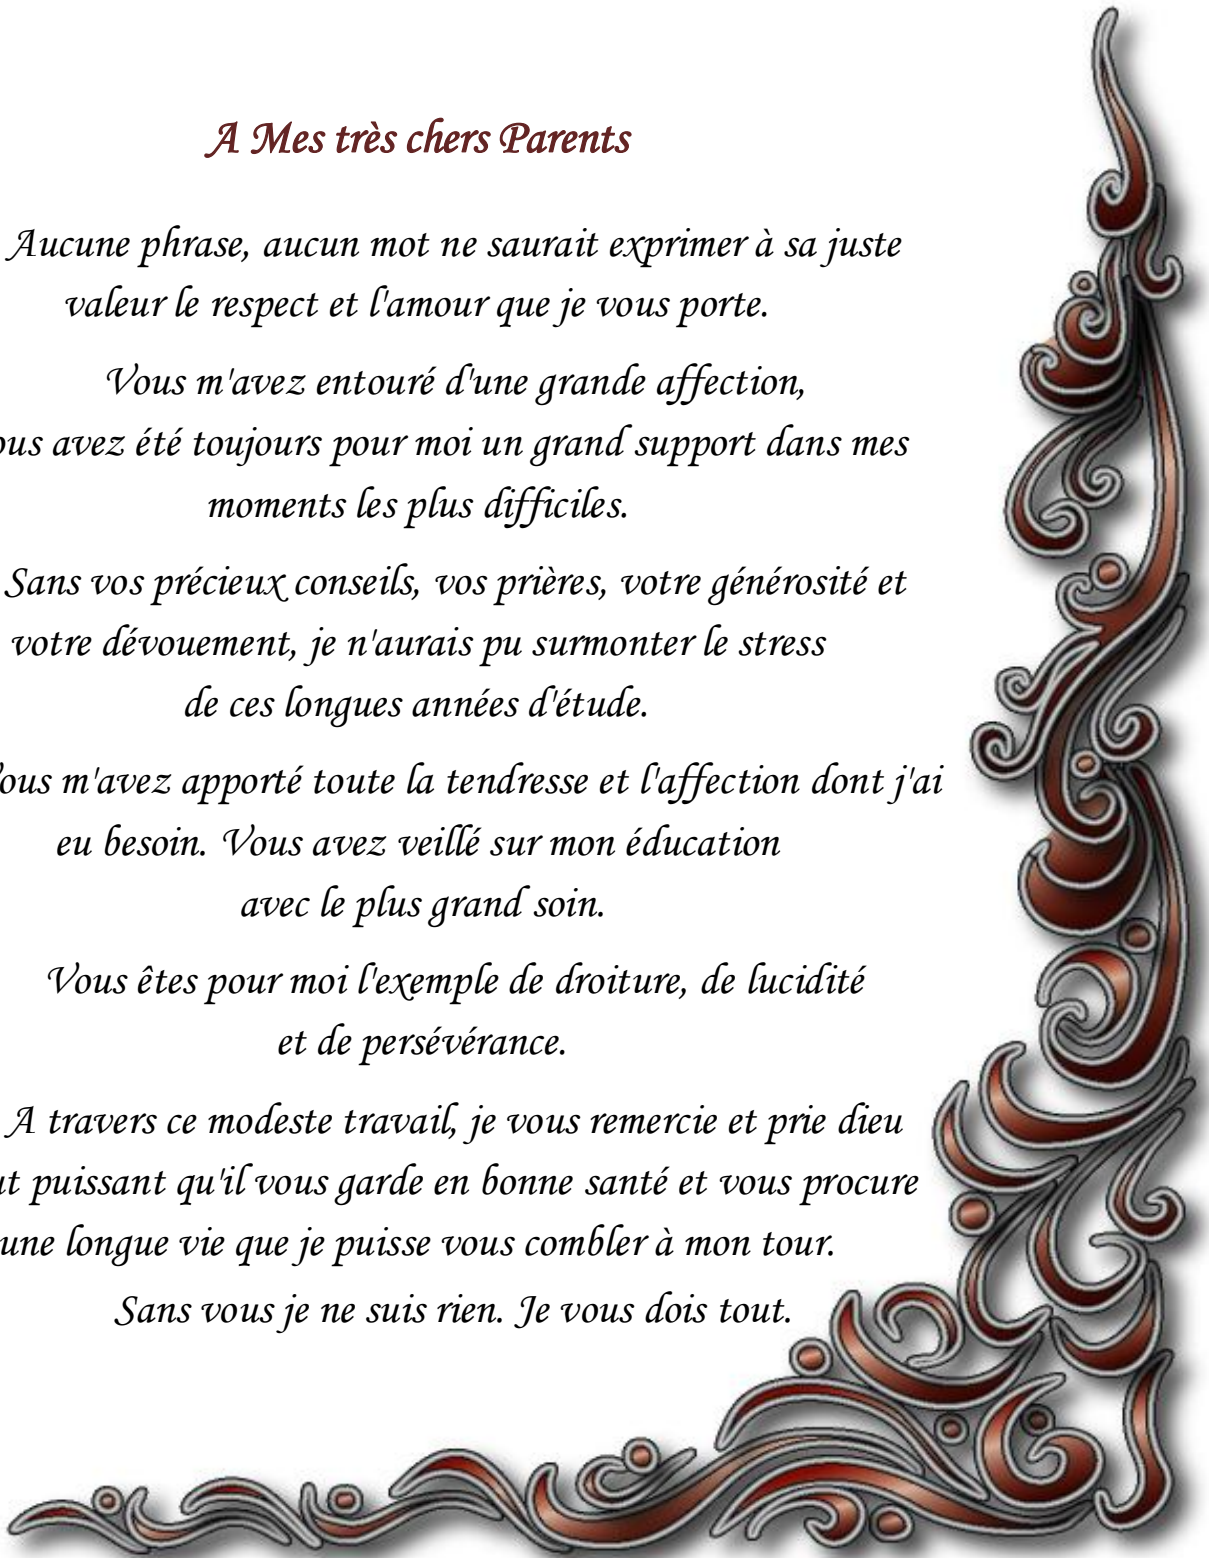 A Mes très chers Parents
Aucune phrase, aucun mot ne saurait exprimer à sa juste
valeur le respect et l'amour que je vous porte.
Vous m'avez entouré d'une grande affection,
ous avez été toujours pour moi un grand support dans mes
moments les plus difficiles.
Sans vos précieux conseils, vos prières, votre générosité et
votre dévouement, je n'aurais pu surmonter le stress
de ces longues années d'étude.
Vous m'avez apporté toute la tendresse et l'affection dont j'ai
eu besoin. Vous avez veillé sur mon éducation
avec le plus grand soin.
Vous êtes pour moi l'exemple de droiture, de lucidité
et de persévérance.
A travers ce modeste travail, je vous remercie et prie dieu
ut puissant qu'il vous garde en bonne santé et vous procure
une longue vie que je puisse vous combler à mon tour.
Sans vous je ne suis rien. Je vous dois tout.